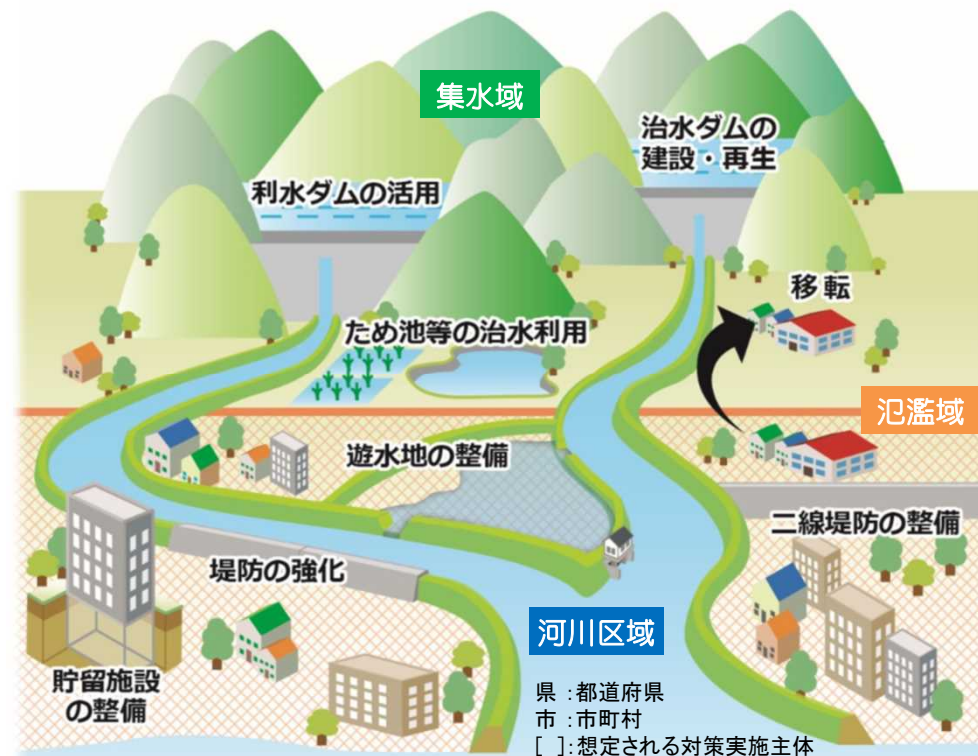 集水域
治水ダムの
建設・再生
利水ダムの活用
移転
ため池等の治水利用
氾濫域
遊水地の整備
二線堤防の整備
堤防の強化
河川区域
貯留施設
の整備
県 :都道府県
市 :市町村
[ ]:想定される対策実施主体